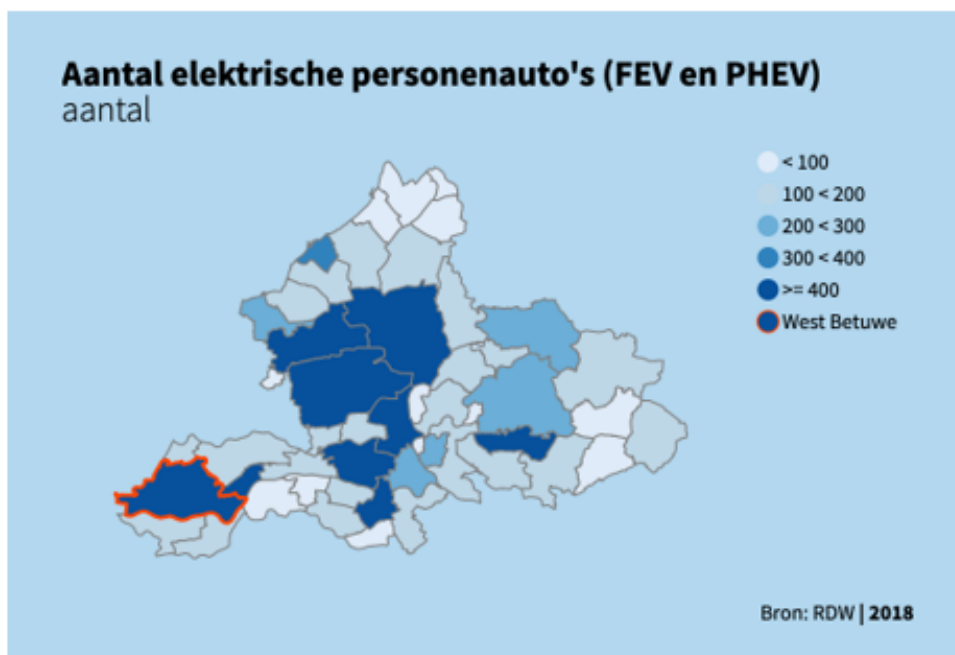 Aantal elektrische personenauto's (FEV en PHEV)
aantal
< 100
100 < 200
200 < 300
300 < 400
>= 400
West Betuwe
Bron: RDW | 2018